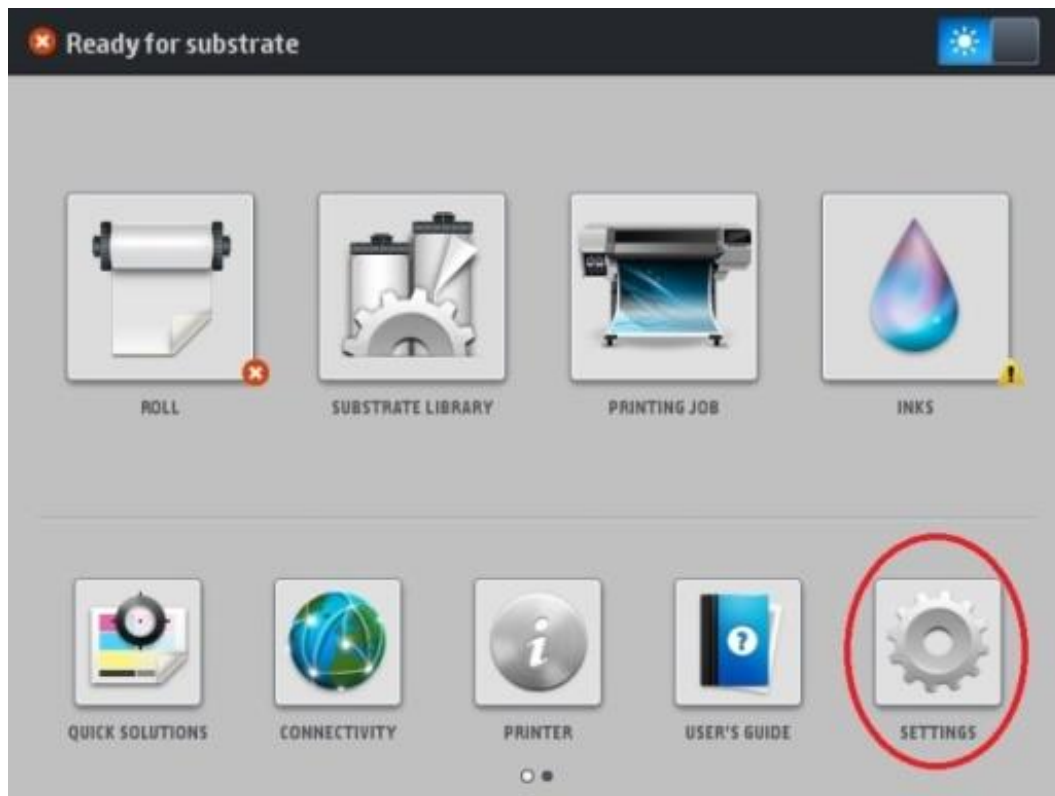 Ready for substrate
ROLL
SUBSTRATE LIBRARY
PRINTING JOB
INKS
QUICK SOLUTIONS
CONNECTIVITY
PRINTER
USER'S GUIDE
SETTINGS